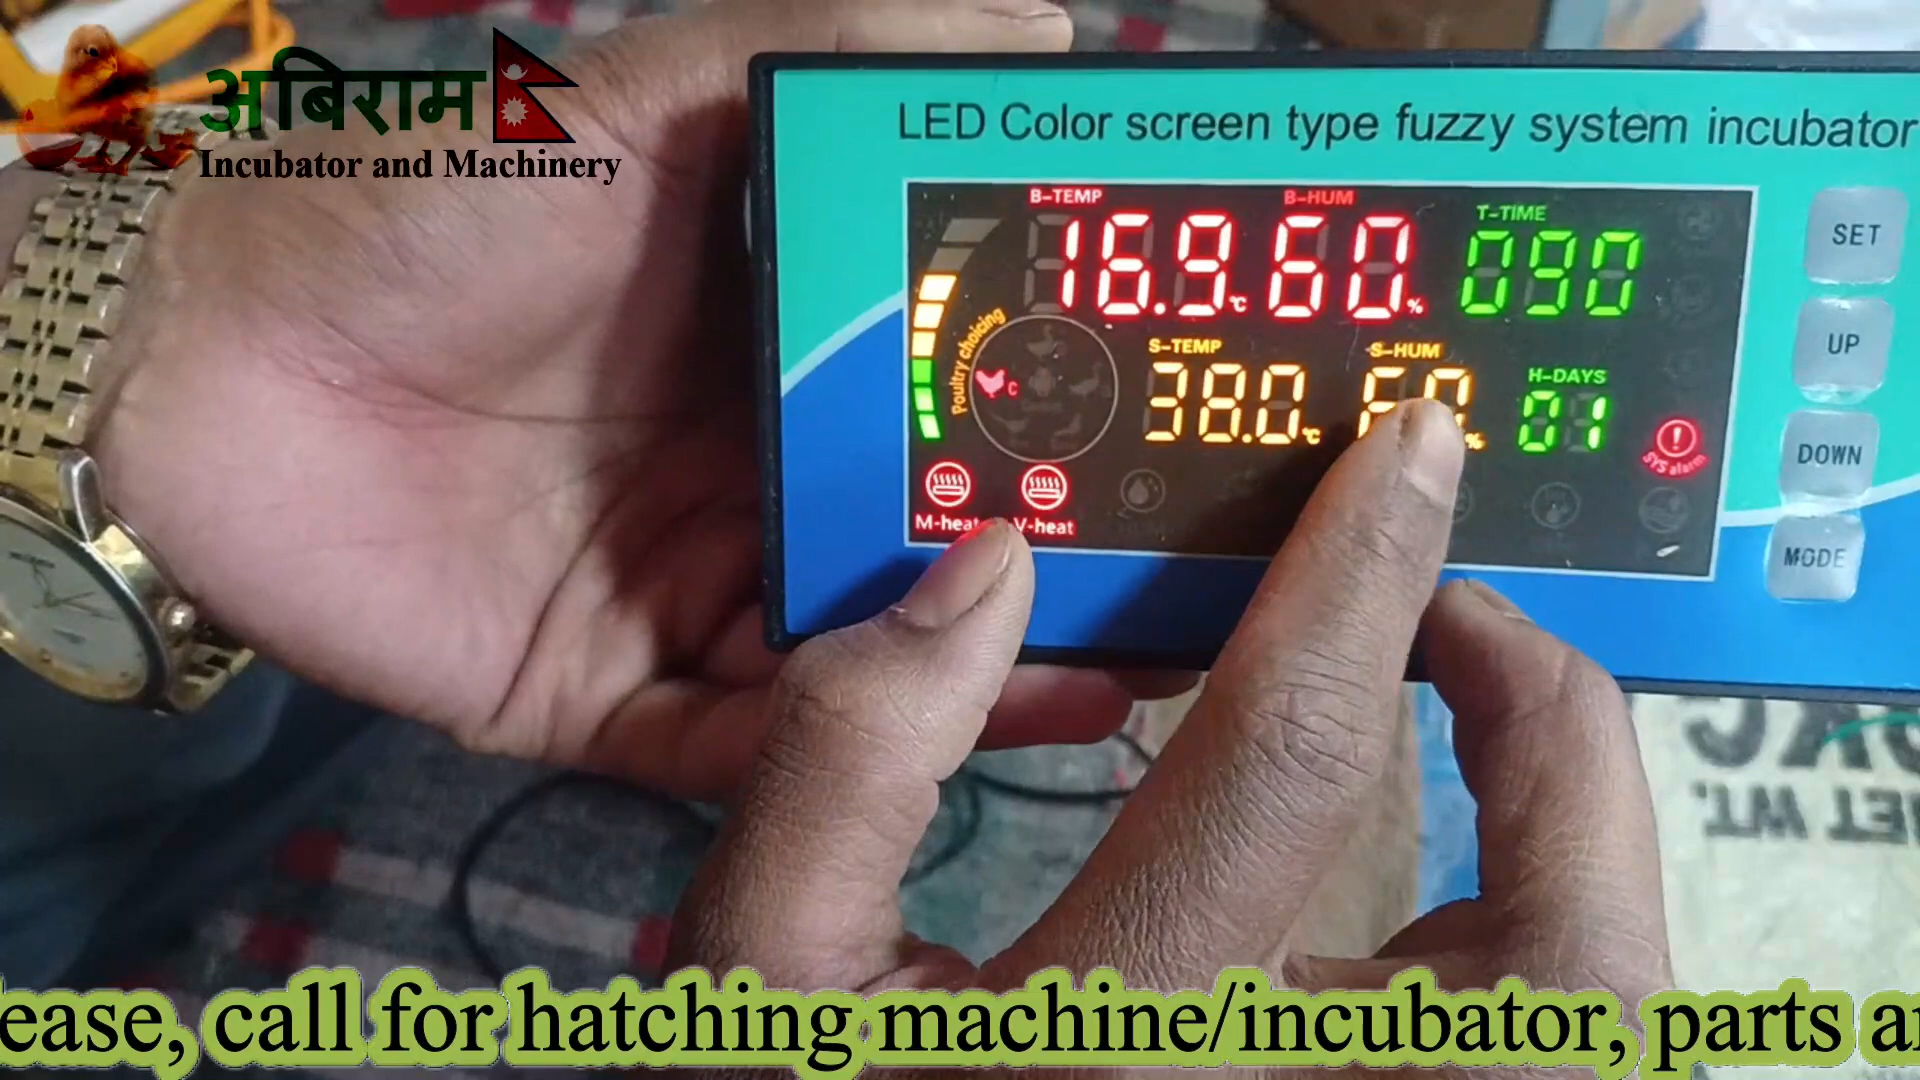 अबिराम
Incubator and Machinery
LED Color screen type fuzzy system incubator
B-TEMP B-HUM T-TIME
16.9 °C 60 % 090
Poultry choicing
C
S-TEMP S-HUM H-DAYS
38.0 °C % 01
SYS alarm
M-heat V-heat
SET
UP
DOWN
MODE
NET WT.
ease, call for hatching machine/incubator, parts a